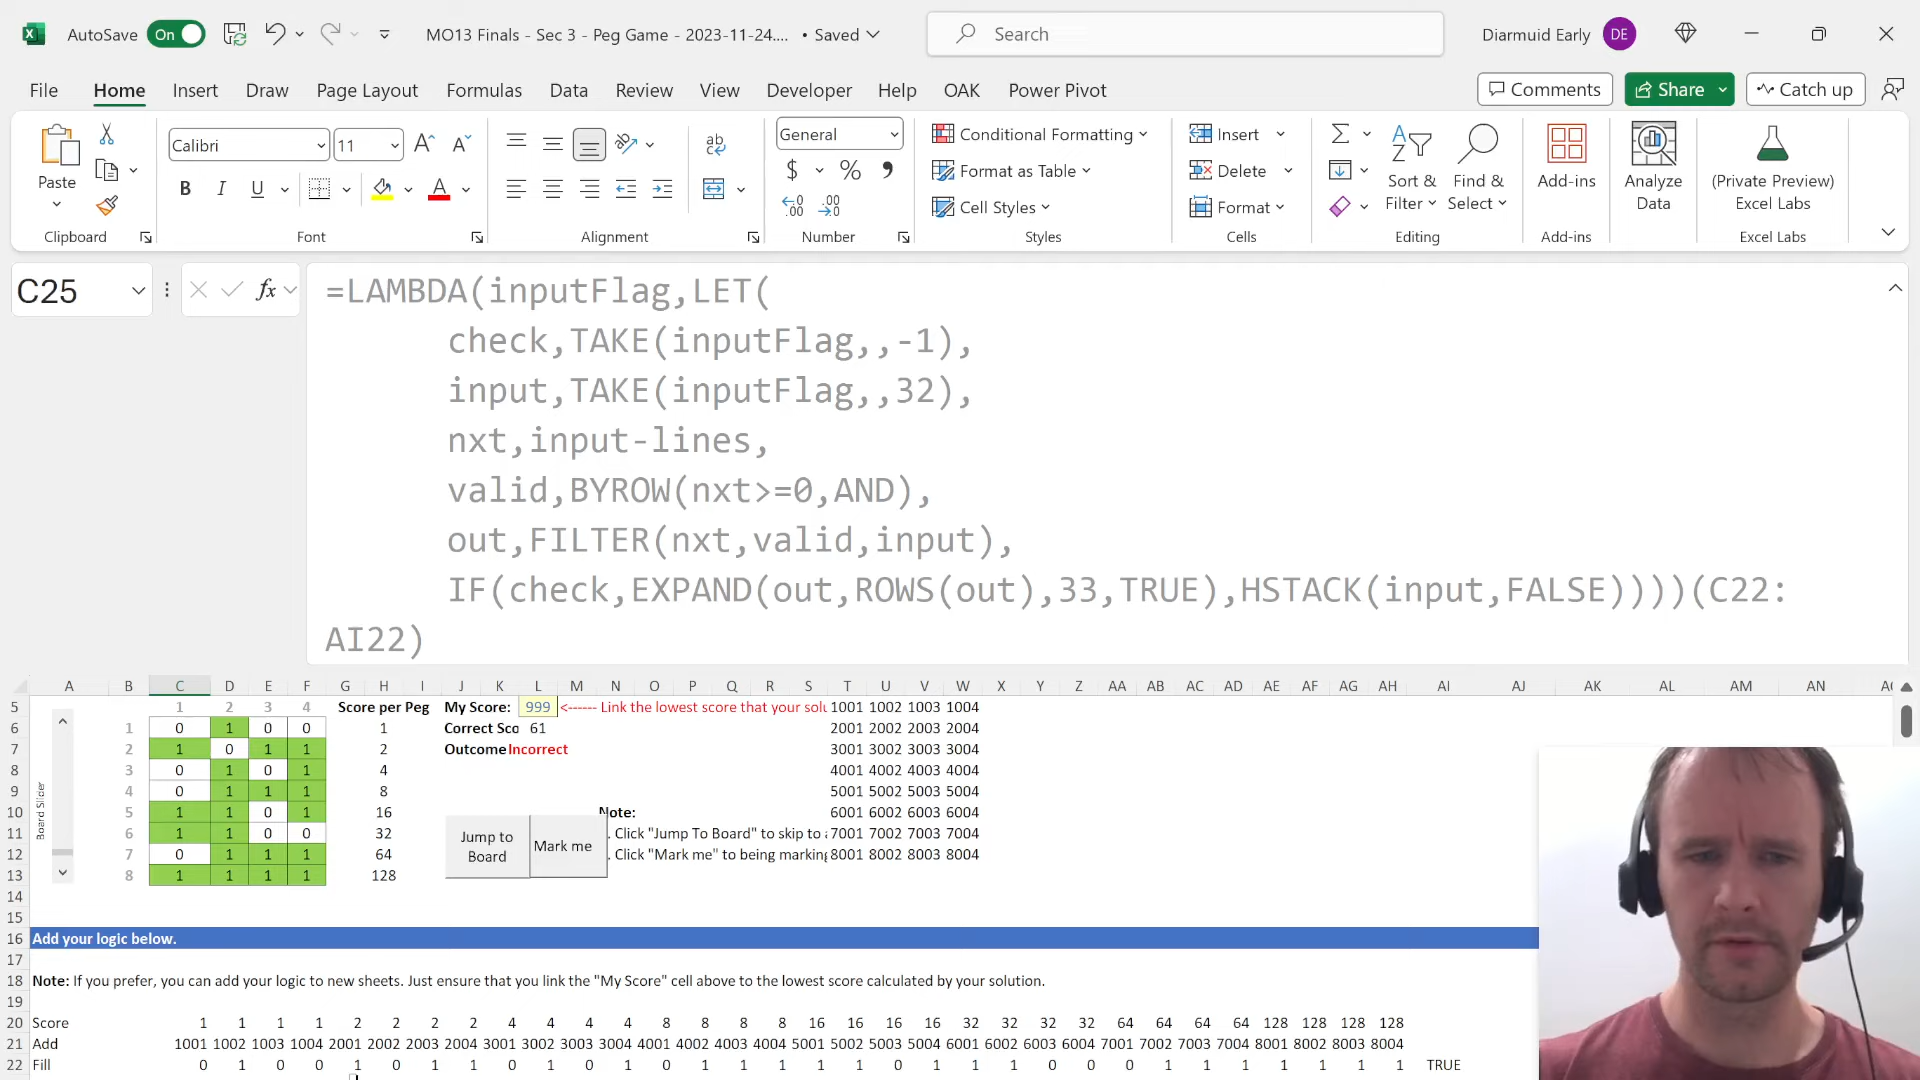 AutoSave On MO13 Finals - Sec 3 - Peg Game - 2023-11-24.... • Saved Search Diarmuid Early DE
File Home Insert Draw Page Layout Formulas Data Review View Developer Help OAK Power Pivot Comments Share Catch up
Paste
Clipboard
Calibri 11
B I U
Font
Alignment
General
$ %
Number
Conditional Formatting
Format as Table
Cell Styles
Styles
Insert
Delete
Format
Cells
Sort & Filter
Find & Select
Editing
Add-ins
Add-ins
Analyze Data
(Private Preview) Excel Labs
Excel Labs
C25 fx
=LAMBDA(inputFlag,LET(
check,TAKE(inputFlag,,-1),
input,TAKE(inputFlag,,32),
nxt,input-lines,
valid,BYROW(nxt>=0,AND),
out,FILTER(nxt,valid,input),
IF(check,EXPAND(out,ROWS(out),33,TRUE),HSTACK(input,FALSE))))(C22:
AI22)
A B C D E F G H I J K L M N O P Q R S T U V W X Y Z AA AB AC AD AE AF AG AH AI AJ AK AL AM AN
5 1 2 3 4 Score per Peg My Score: 999 <------ Link the lowest score that your solu 1001 1002 1003 1004
6 1 0 1 0 0 1 Correct Sco 61 2001 2002 2003 2004
7 2 1 0 1 1 2 Outcome Incorrect 3001 3002 3003 3004
8 3 0 1 0 1 4 4001 4002 4003 4004
9 4 0 1 1 1 8 5001 5002 5003 5004
10 5 1 1 0 1 16 Note: 6001 6002 6003 6004
11 6 1 1 0 0 32 . Click "Jump To Board" to skip to 7001 7002 7003 7004
12 7 0 1 1 1 64 . Click "Mark me" to being marking 8001 8002 8003 8004
13 8 1 1 1 1 128
Board Slider
Jump to Board
Mark me
14
15
16 Add your logic below.
17
18 Note: If you prefer, you can add your logic to new sheets. Just ensure that you link the "My Score" cell above to the lowest score calculated by your solution.
19
20 Score 1 1 1 1 2 2 2 2 4 4 4 4 8 8 8 8 16 16 16 16 32 32 32 32 64 64 64 64 128 128 128 128
21 Add 1001 1002 1003 1004 2001 2002 2003 2004 3001 3002 3003 3004 4001 4002 4003 4004 5001 5002 5003 5004 6001 6002 6003 6004 7001 7002 7003 7004 8001 8002 8003 8004
22 Fill 0 1 0 0 1 0 1 1 0 1 0 1 0 1 1 1 1 1 0 1 1 1 0 0 0 1 1 1 1 1 1 1 TRUE